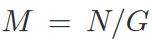 M = N/G